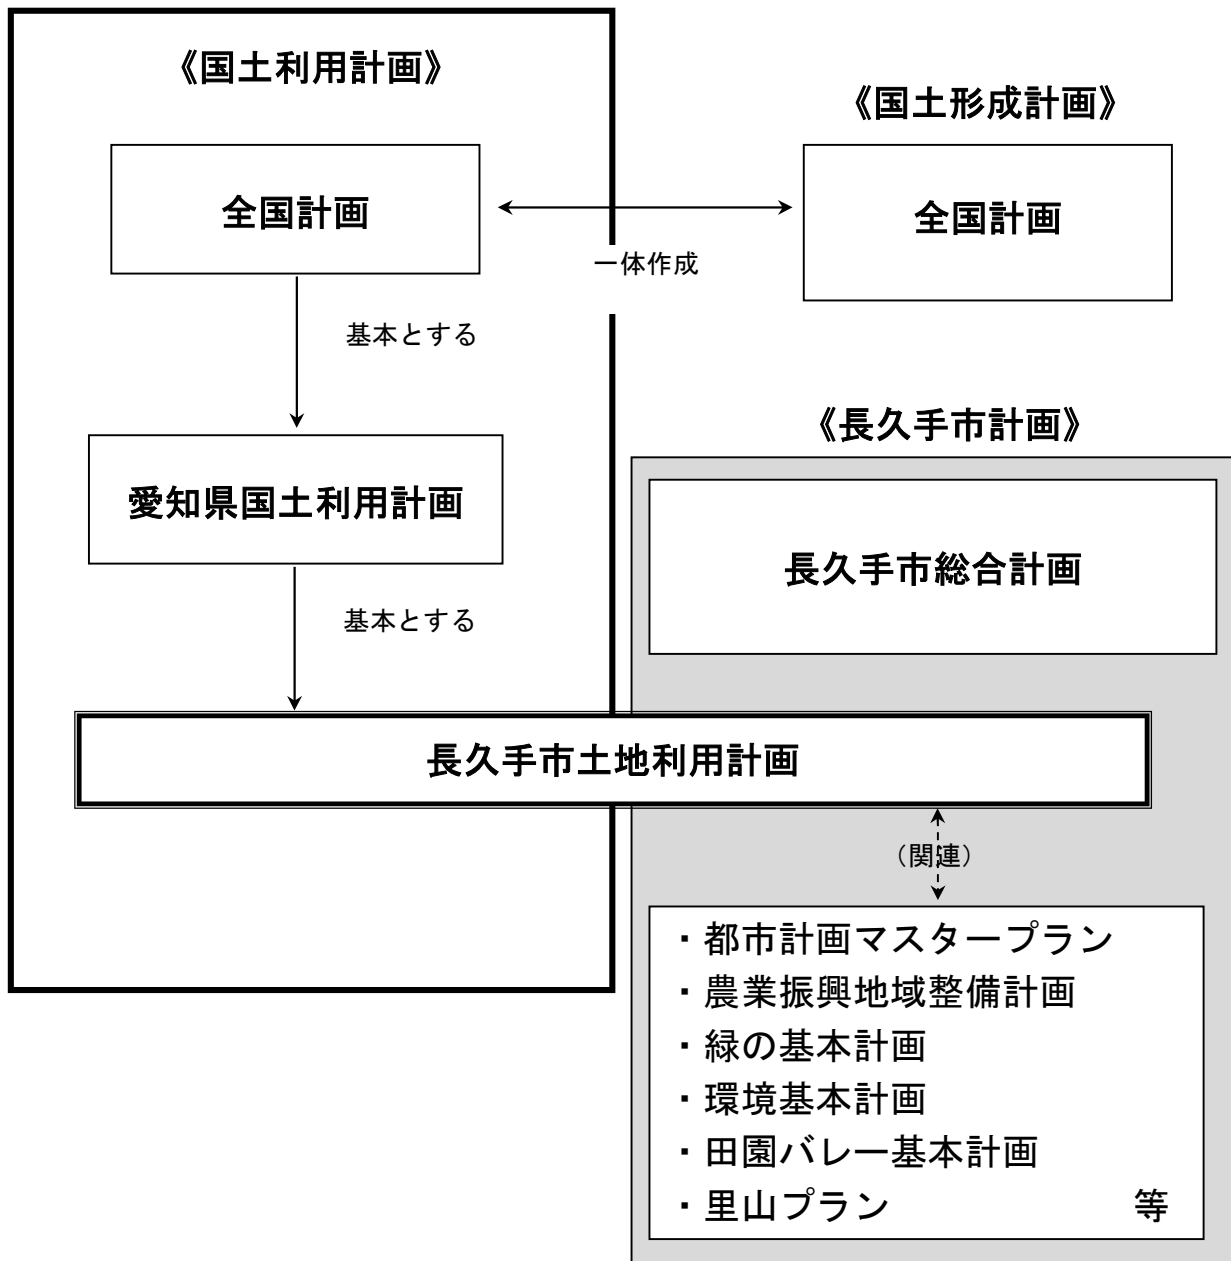 《国土利用計画》
《国土形成計画》
全国計画
全国計画
一体作成
基本とする
《長久手市計画》
愛知県国土利用計画
長久手市総合計画
基本とする
長久手市土地利用計画
（関連）
・都市計画マスタープラン
・農業振興地域整備計画
・緑の基本計画
・環境基本計画
・田園バレー基本計画
・里山プラン　　　　　　等